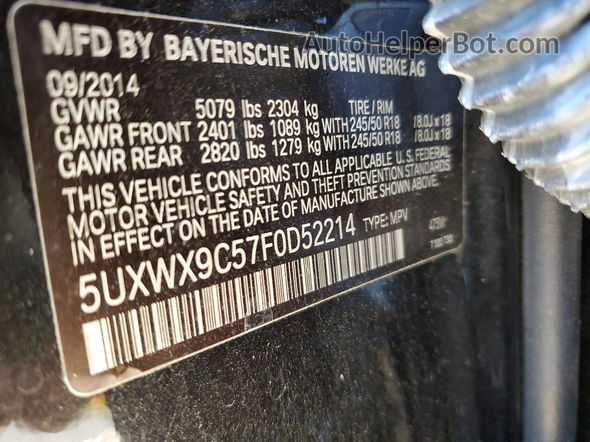 AutoHelperBot.com
MFD BY BAYERISCHE MOTOREN WERKE AG
09/2014
GVWR 5079 lbs 2304 kg TIRE / RIM
GAWR FRONT 2401 lbs 1089 kg WITH 245/50 R18 / 8.0J x 18
GAWR REAR 2820 lbs 1279 kg WITH 245/50 R18 / 8.0J x 18
THIS VEHICLE CONFORMS TO ALL APPLICABLE U.S. FEDERAL
MOTOR VEHICLE SAFETY AND THEFT PREVENTION STANDARDS
IN EFFECT ON THE DATE OF MANUFACTURE SHOWN ABOVE.
5UXWX9C57F0D52214 TYPE: MPV